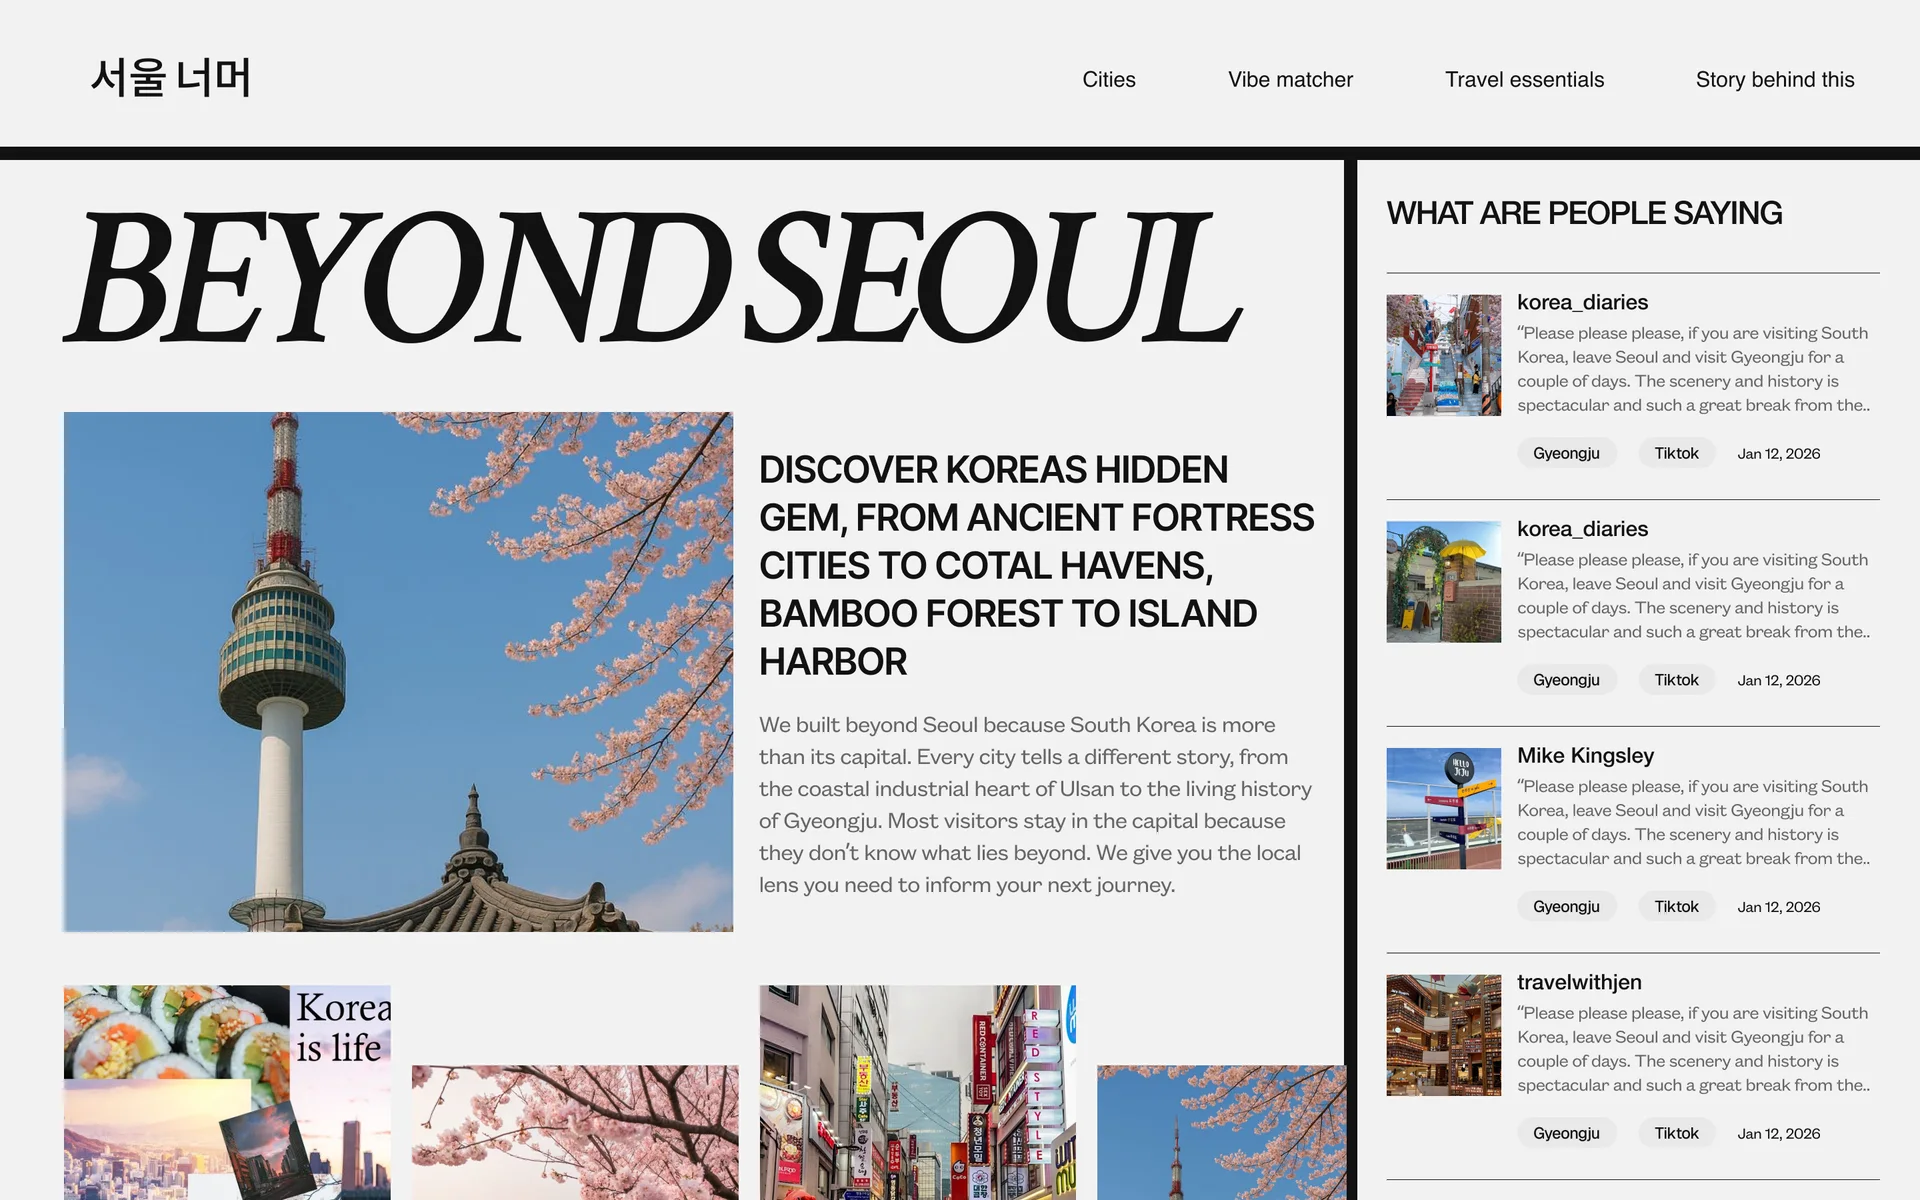 서울 너머
Cities
Vibe matcher
Travel essentials
Story behind this
BEYOND SEOUL
DISCOVER KOREAS HIDDEN
GEM, FROM ANCIENT FORTRESS
CITIES TO COTAL HAVENS,
BAMBOO FOREST TO ISLAND
HARBOR
We built beyond Seoul because South Korea is more
than its capital. Every city tells a different story, from
the coastal industrial heart of Ulsan to the living history
of Gyeongju. Most visitors stay in the capital because
they don't know what lies beyond. We give you the local
lens you need to inform your next journey.
Korea
is life
RED CONTAINER
RED STYLE
WHAT ARE PEOPLE SAYING
korea_diaries
“Please please please, if you are visiting South
Korea, leave Seoul and visit Gyeongju for a
couple of days. The scenery and history is
spectacular and such a great break from the..
Gyeongju
Tiktok
Jan 12, 2026
korea_diaries
“Please please please, if you are visiting South
Korea, leave Seoul and visit Gyeongju for a
couple of days. The scenery and history is
spectacular and such a great break from the..
Gyeongju
Tiktok
Jan 12, 2026
HELLO
JEJU
Mike Kingsley
“Please please please, if you are visiting South
Korea, leave Seoul and visit Gyeongju for a
couple of days. The scenery and history is
spectacular and such a great break from the..
Gyeongju
Tiktok
Jan 12, 2026
travelwithjen
“Please please please, if you are visiting South
Korea, leave Seoul and visit Gyeongju for a
couple of days. The scenery and history is
spectacular and such a great break from the..
Gyeongju
Tiktok
Jan 12, 2026